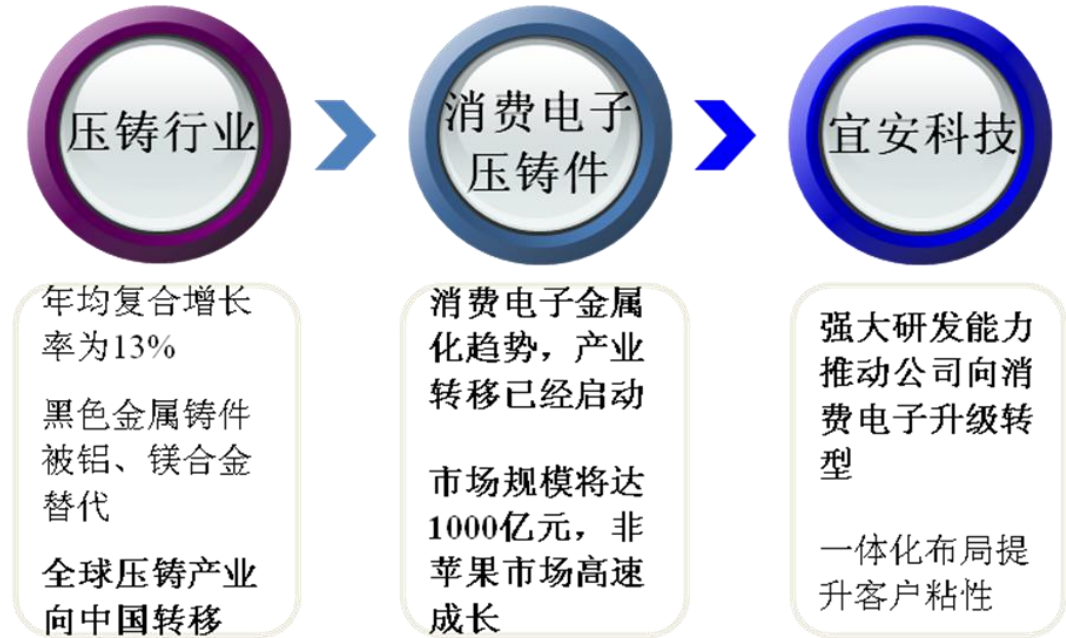 压铸行业
消费电子
压铸件
宜安科技
年均复合增长
率为13%
黑色金属铸件
被铝、镁合金
替代
全球压铸产业
向中国转移
消费电子金属
化趋势，产业
转移已经启动
市场规模将达
1000亿元，非
苹果市场高速
成长
强大研发能力
推动公司向消
费电子升级转
型
一体化布局提
升客户粘性